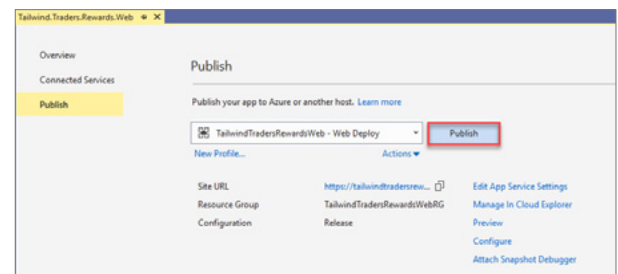 Tailwind.Traders.Rewards.Web
Overview
Connected Services
Publish
Publish
Publish your app to Azure or another host. Learn more
TailwindTradersRewardsWeb - Web Deploy
Publish
New Profile...
Actions
Site URL
https://tailwindtradersrew...
Edit App Service Settings
Resource Group
TailwindTradersRewardsWebRG
Manage in Cloud Explorer
Configuration
Release
Preview
Configure
Attach Snapshot Debugger